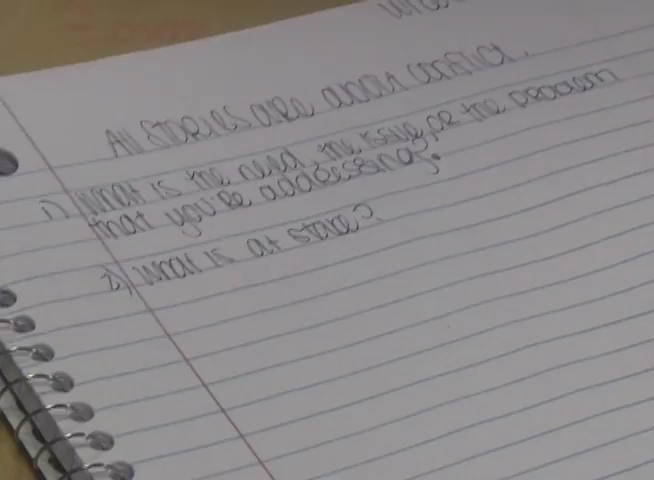 All stories are about conflict.
1) What is the need, the issue, or the problem
that you're addressing.
2) What is at stake?